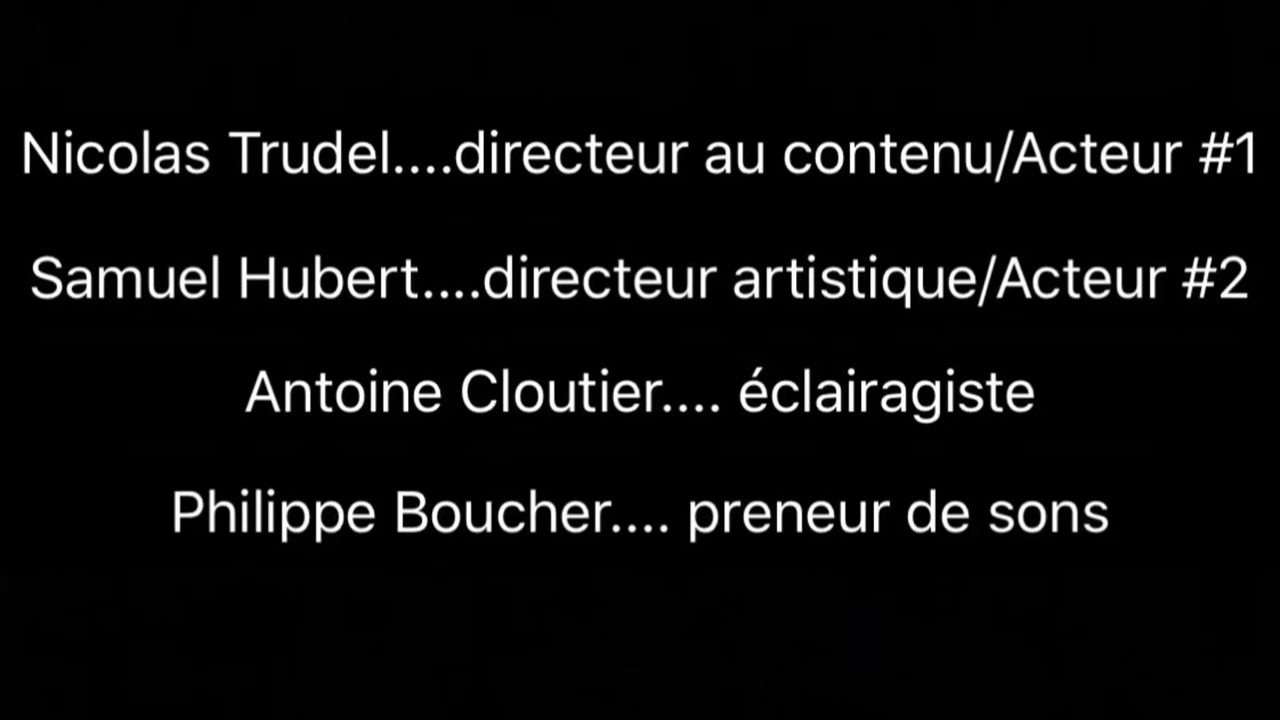 Nicolas Trudel....directeur au contenu/Acteur #1
Samuel Hubert....directeur artistique/Acteur #2
Antoine Cloutier.... éclairagiste
Philippe Boucher.... preneur de sons